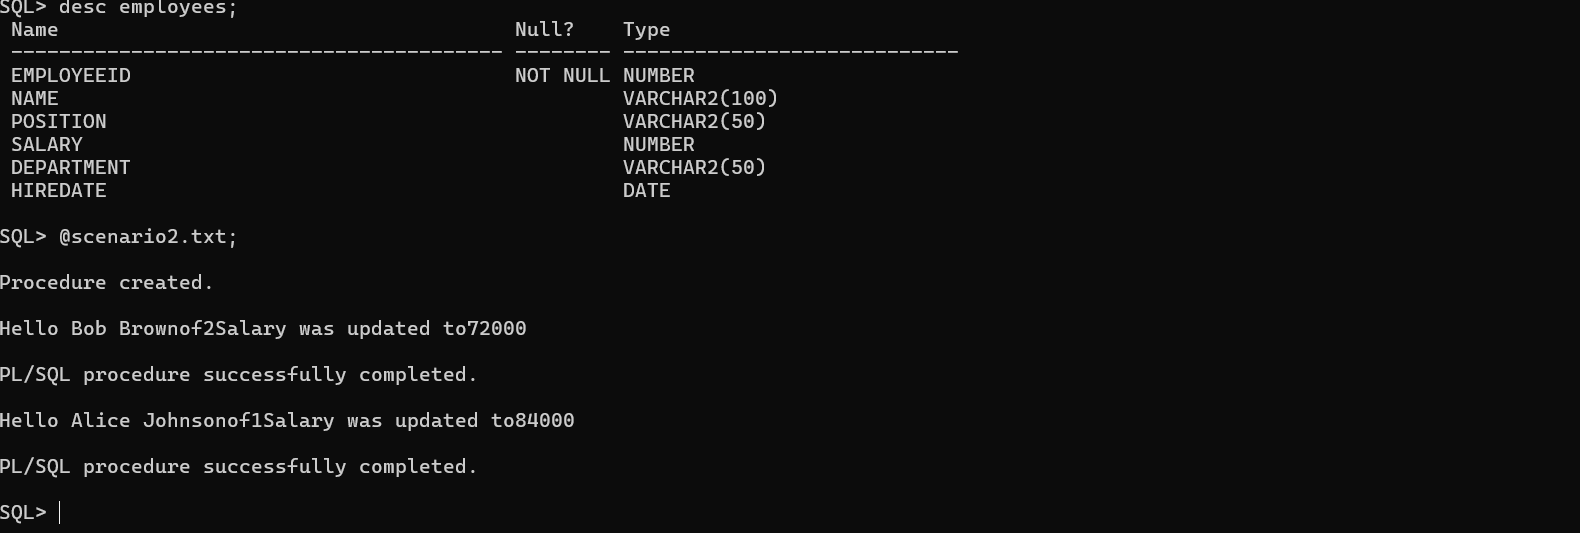 SQL> desc employees;
Name Null? Type
----------------------------------------- -------- ----------------------------
EMPLOYEEID NOT NULL NUMBER
NAME VARCHAR2(100)
POSITION VARCHAR2(50)
SALARY NUMBER
DEPARTMENT VARCHAR2(50)
HIREDATE DATE
SQL> @scenario2.txt;
Procedure created.
Hello Bob Brownof2Salary was updated to72000
PL/SQL procedure successfully completed.
Hello Alice Johnsonof1Salary was updated to84000
PL/SQL procedure successfully completed.
SQL>